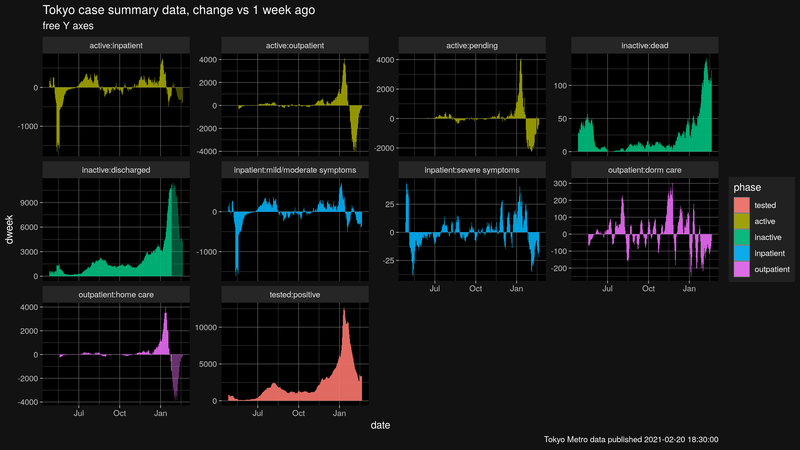 Tokyo case summary data, change vs 1 week ago
free Y axes
active:inpatient
active:outpatient
active:pending
inactive:dead
0
-1000
4000
2000
0
-2000
-4000
4000
2000
0
-2000
100
50
0
inactive:discharged
inpatient:mild/moderate symptoms
inpatient:severe symptoms
outpatient:dorm care
9000
6000
3000
0
0
-1000
25
0
-25
300
200
100
0
-100
-200
Jul Oct Jan
Jul Oct Jan
outpatient:home care
tested:positive
4000
2000
0
-2000
-4000
10000
5000
0
Jul Oct Jan
Jul Oct Jan
dweek
date
phase
tested
active
inactive
inpatient
outpatient
Tokyo Metro data published 2021-02-20 18:30:00